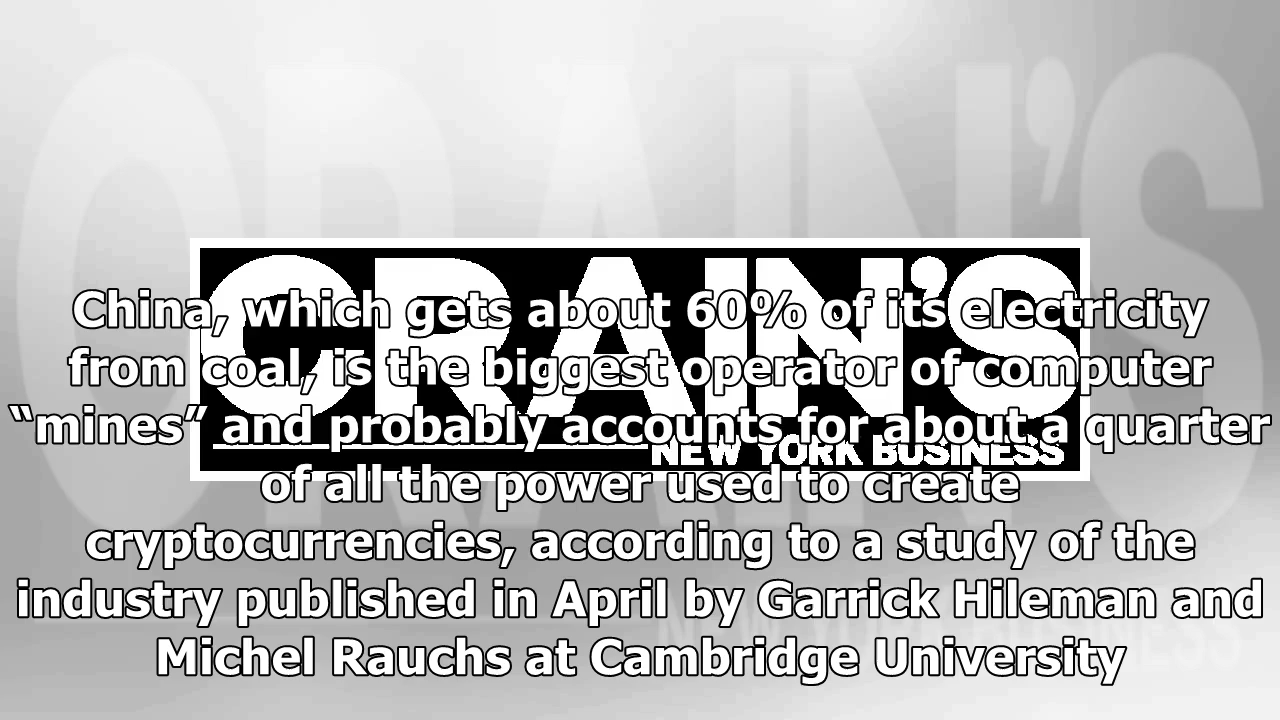 CRAIN'S
NEW YORK BUSINESS
China, which gets about 60% of its electricity
from coal, is the biggest operator of computer
“mines” and probably accounts for about a quarter
of all the power used to create
cryptocurrencies, according to a study of the
industry published in April by Garrick Hileman and
Michel Rauchs at Cambridge University